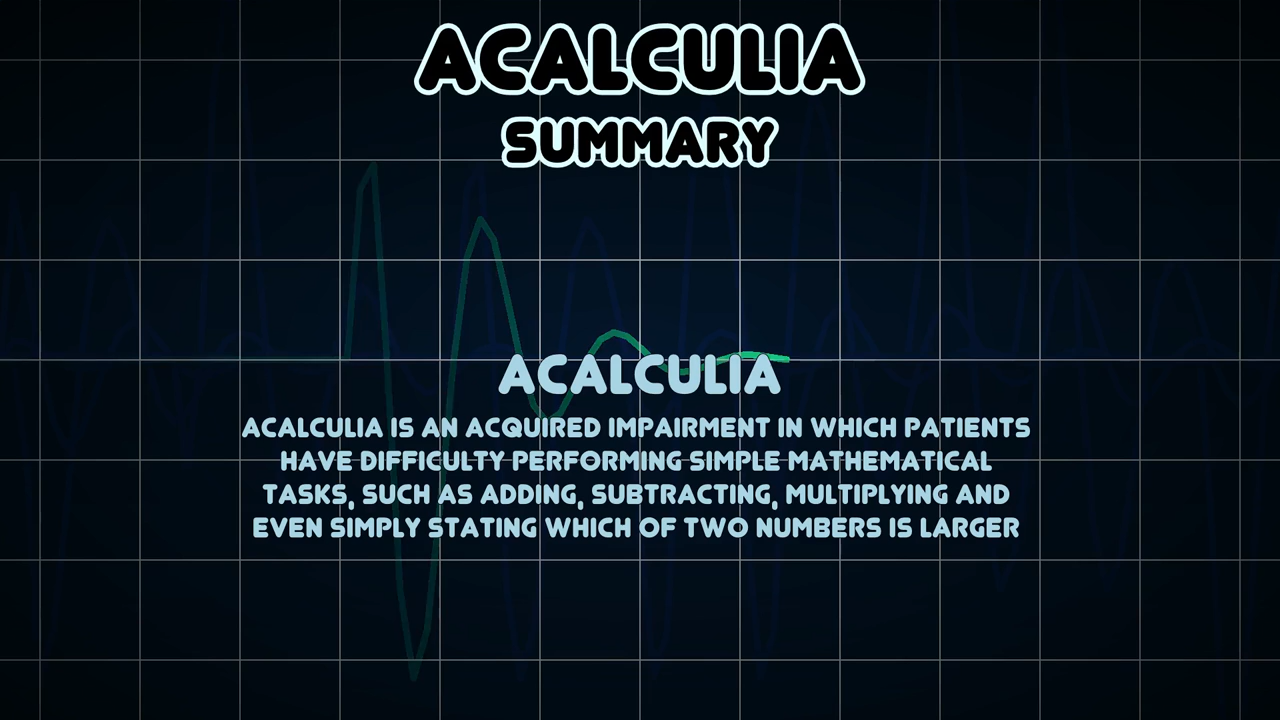 ACALCULIA
SUMMARY
ACALCULIA
ACALCULIA IS AN ACQUIRED IMPAIRMENT IN WHICH PATIENTS
HAVE DIFFICULTY PERFORMING SIMPLE MATHEMATICAL
TASKS, SUCH AS ADDING, SUBTRACTING, MULTIPLYING AND
EVEN SIMPLY STATING WHICH OF TWO NUMBERS IS LARGER